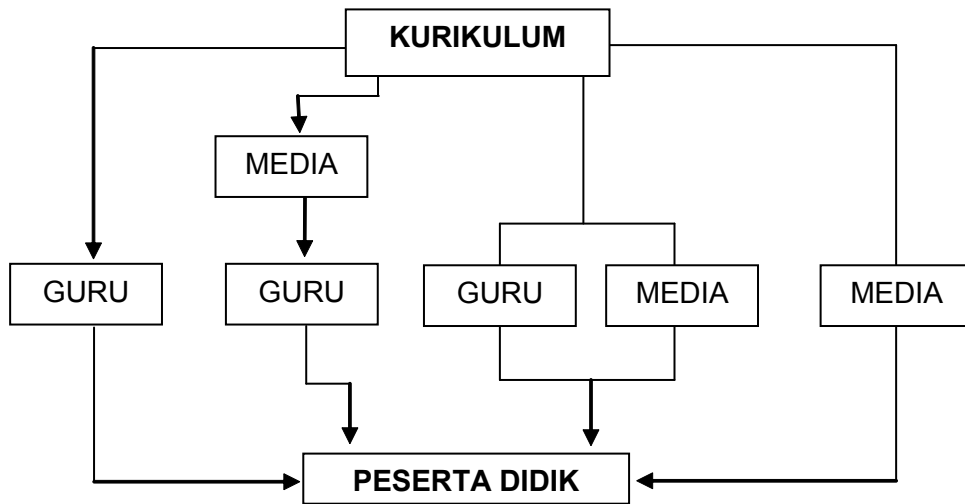 KURIKULUM
MEDIA
GURU
GURU
GURU
MEDIA
MEDIA
PESERTA DIDIK